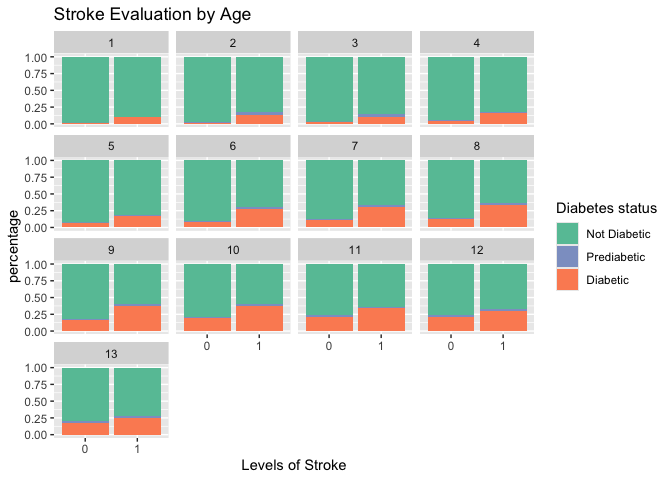 Stroke Evaluation by Age
1 2 3 4
1.00
0.75
0.50
0.25
0.00
5 6 7 8
1.00
0.75
0.50
0.25
0.00
9 10 11 12
1.00
0.75
0.50
0.25
0.00
0 1 0 1 0 1
13
1.00
0.75
0.50
0.25
0.00
0 1
percentage
Levels of Stroke
Diabetes status
Not Diabetic
Prediabetic
Diabetic